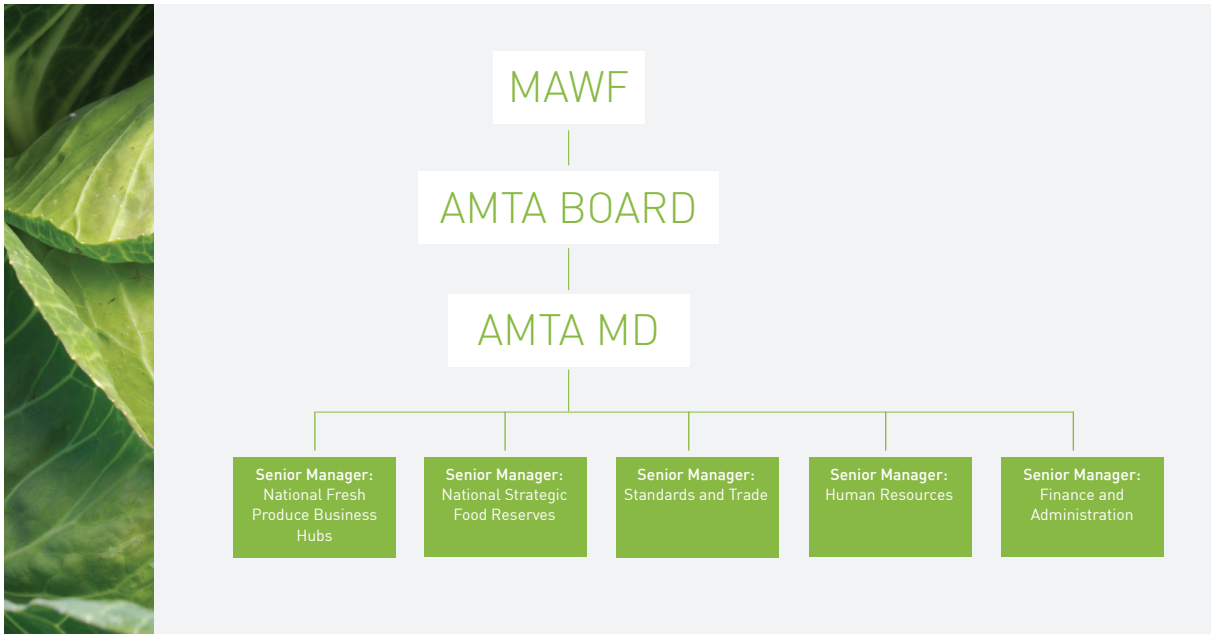 MAWF
AMTA BOARD
AMTA MD
Senior Manager:
National Fresh
Produce Business
Hubs
Senior Manager:
National Strategic
Food Reserves
Senior Manager:
Standards and Trade
Senior Manager:
Human Resources
Senior Manager:
Finance and
Administration